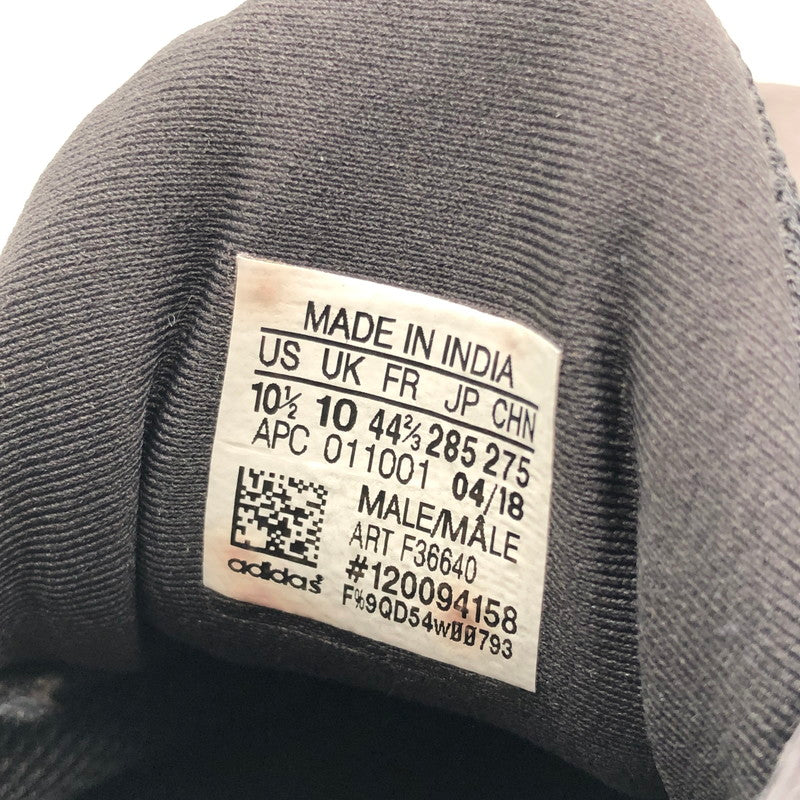 MADE IN INDIA
US UK FR JP CHN
10½ 10 44⅔ 285 275
APC 011001 04/18
MALE/MÂLE
ART F36640
#120094158
F%9QD54W00793
adidas